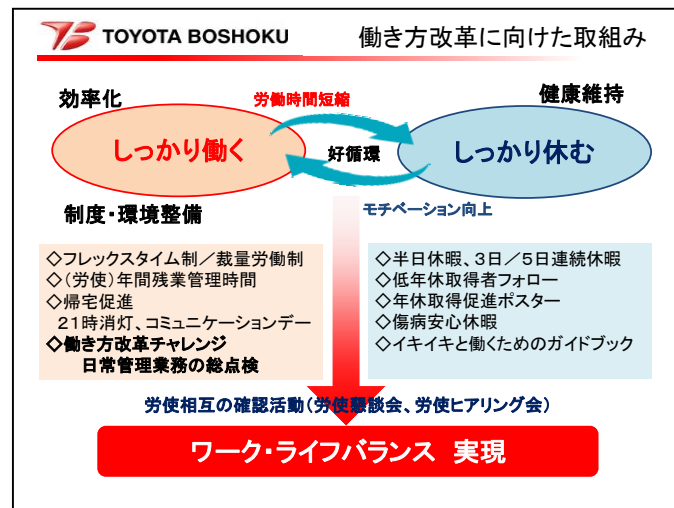 TOYOTA BOSHOKU
働き方改革に向けた取組み
効率化
労働時間短縮
健康維持
しっかり働く
好循環
しっかり休む
制度・環境整備
モチベーション向上
◇フレックスタイム制／裁量労働制
◇(労使)年間残業管理時間
◇帰宅促進
21時消灯、コミュニケーションデー
◇働き方改革チャレンジ
日常管理業務の総点検
◇半日休暇、3日／5日連続休暇
◇低年休取得者フォロー
◇年休取得促進ポスター
◇傷病安心休暇
◇イキイキと働くためのガイドブック
労使相互の確認活動(労使懇談会、労使ヒアリング会)
ワーク・ライフバランス 実現